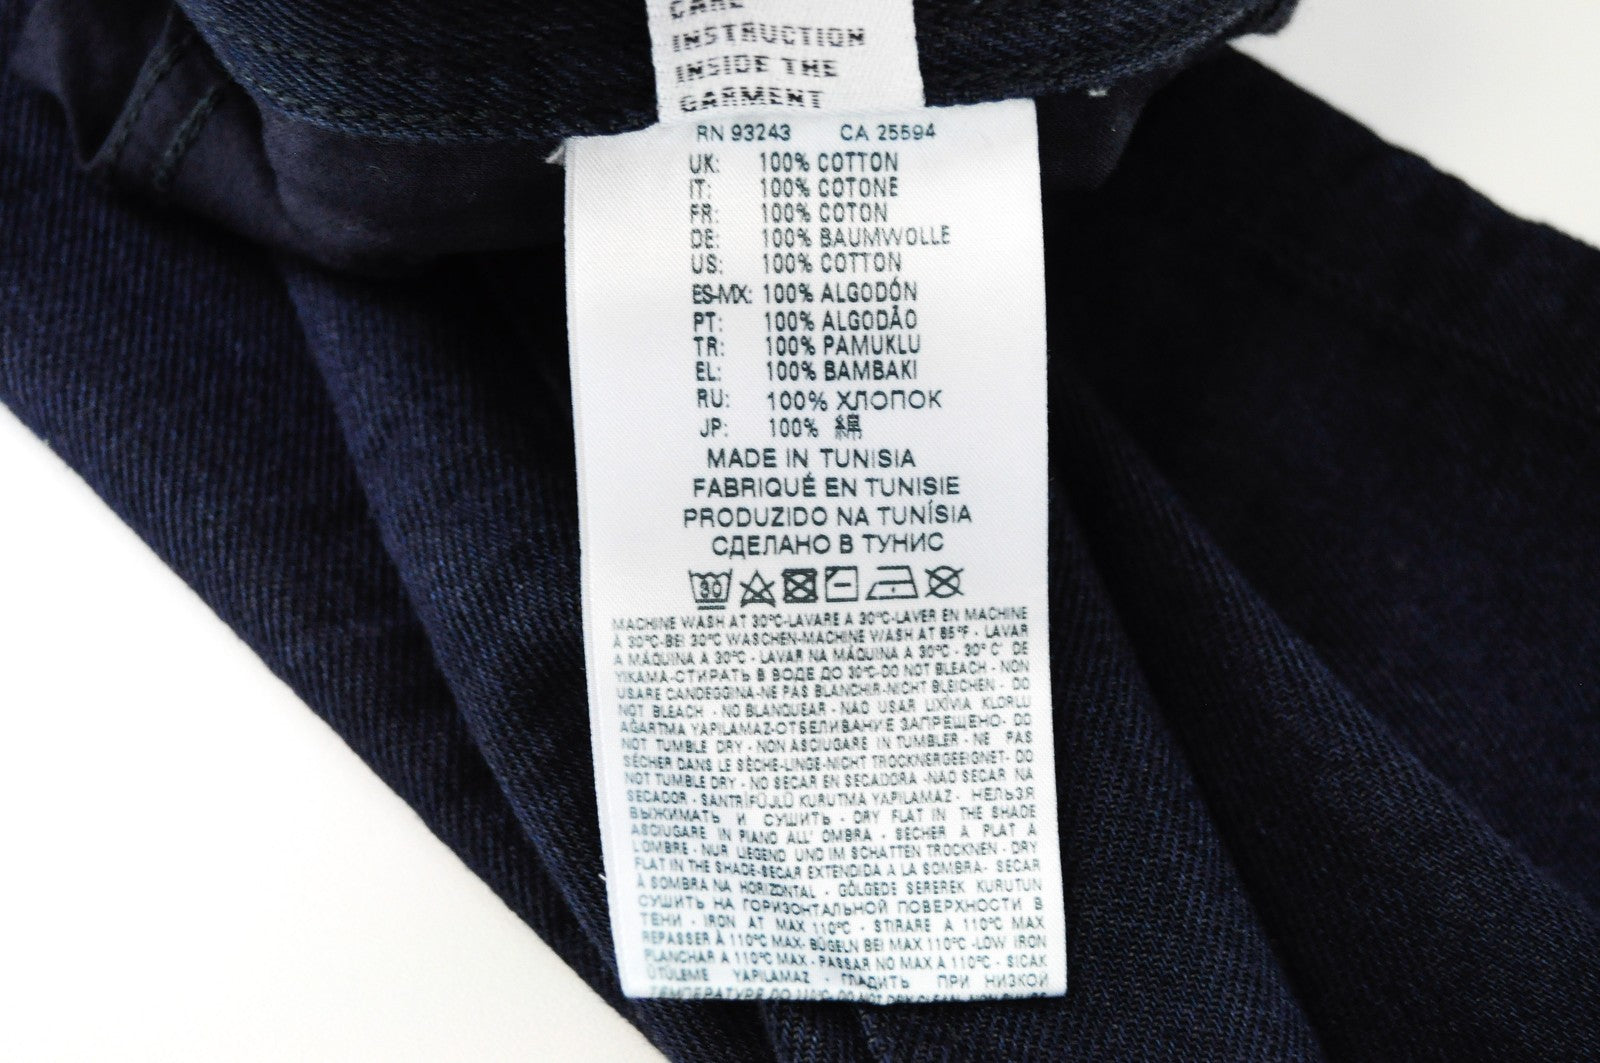 CARE
INSTRUCTION
INSIDE THE
GARMENT
RN 93243 CA 25594
UK: 100% COTTON
IT: 100% COTONE
FR: 100% COTON
DE: 100% BAUMWOLLE
US: 100% COTTON
ES-MX: 100% ALGODÓN
PT: 100% ALGODÃO
TR: 100% PAMUKLU
EL: 100% BAMBAKI
RU: 100% ХЛОПОК
JP: 100% 綿
MADE IN TUNISIA
FABRIQUÉ EN TUNISIE
PRODUZIDO NA TUNÍSIA
СДЕЛАНО В ТУНИС
30
MACHINE WASH AT 30°C-LAVARE A 30°C-LAVER EN MACHINE
À 30°C-BEI 30°C WASCHEN-MACHINE WASH AT 85°F - LAVAR
A MÁQUINA A 30°C - LAVAR NA MÁQUINA A 30°C - 30° C' DE
YIKAMA-СТИРАТЬ В ВОДЕ ДО 30°C-DO NOT BLEACH - NON
USARE CANDEGGINA-NE PAS BLANCHIR-NICHT BLEICHEN - DO
NOT BLEACH - NO BLANQUEAR - NAO USAR LIXÍVIA KLORLU
AĞARTMA YAPILAMAZ-ОТБЕЛИВАНИЕ ЗАПРЕЩЕНО- DO
NOT TUMBLE DRY - NON ASCIUGARE IN TUMBLER - NE PAS
SÉCHER DANS LE SÈCHE-LINGE-NICHT TROCKNERGEEIGNET- DO
NOT TUMBLE DRY - NO SECAR EN SECADORA -NAO SECAR NA
SECADOR - SANTRİFÜJLÜ KURUTMA YAPILAMAZ - НЕЛЬЗЯ
ВЫЖИМАТЬ И СУШИТЬ - DRY FLAT IN THE SHADE
ASCIUGARE IN PIANO ALL' OMBRA - SÉCHER À PLAT À
L'OMBRE - NUR LIEGEND UND IM SCHATTEN TROCKNEN - DRY
FLAT IN THE SHADE-SECAR EXTENDIDA A LA SOMBRA- SECAR
À SOMBRA NA HORIZONTAL - GÖLGEDE SEREREK KURUTUN
СУШИТЬ НА ГОРИЗОНТАЛЬНОЙ ПОВЕРХНОСТИ В
ТЕНИ - IRON AT MAX 110°C - STIRARE A 110°C MAX
REPASSER À 110°C MAX- BÜGELN BEI MAX 110°C -LOW IRON
PLANCHAR A 110°C MAX - PASSAR NO MAX A 110°C - SICAK
ÜTÜLEME YAPILAMAZ - ГЛАДИТЬ ПРИ НИЗКОЙ
ТЕМПЕРАТУРЕ DO 110°C-DO NOT DRY CLEAN